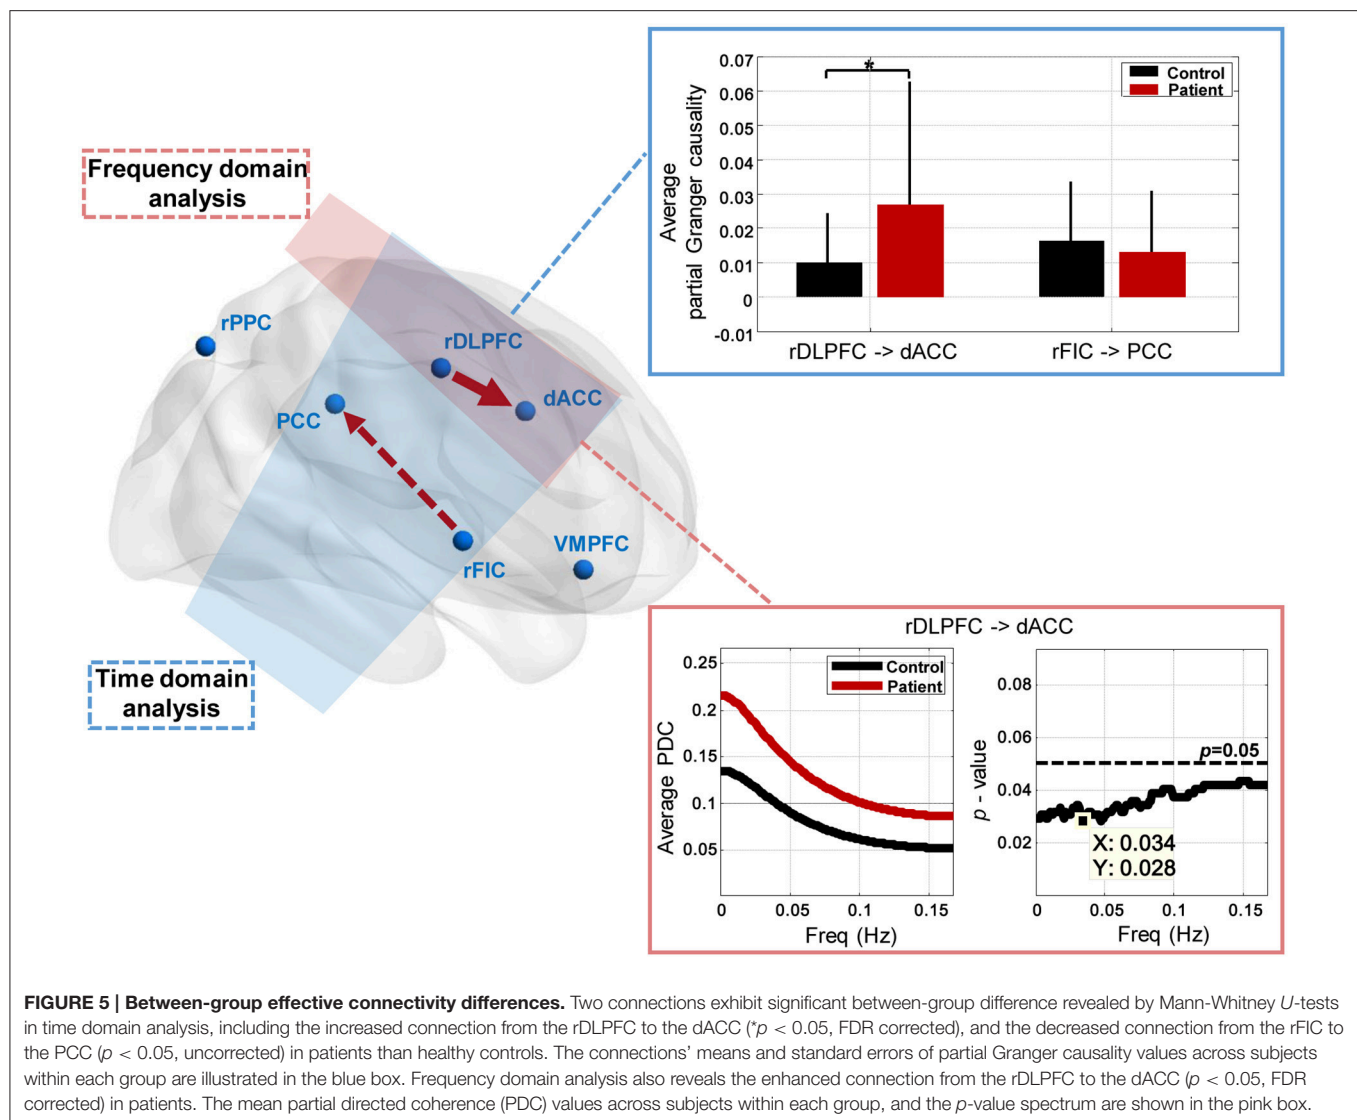 Frequency domain
analysis
rPPC
rDLPFC
dACC
PCC
rFIC
VMPFC
Time domain
analysis
Average
partial Granger causality
0.07
0.06
0.05
0.04
0.03
0.02
0.01
0
-0.01
*
Control
Patient
rDLPFC -> dACC
rFIC -> PCC
rDLPFC -> dACC
Average PDC
0.25
0.2
0.15
0.1
0.05
Control
Patient
0
0.05
0.1
0.15
Freq (Hz)
p - value
0.08
0.06
0.04
0.02
p=0.05
X: 0.034
Y: 0.028
0
0.05
0.1
0.15
Freq (Hz)
FIGURE 5 | Between-group effective connectivity differences. Two connections exhibit significant between-group difference revealed by Mann-Whitney U-tests
in time domain analysis, including the increased connection from the rDLPFC to the dACC (*p < 0.05, FDR corrected), and the decreased connection from the rFIC to
the PCC (p < 0.05, uncorrected) in patients than healthy controls. The connections' means and standard errors of partial Granger causality values across subjects
within each group are illustrated in the blue box. Frequency domain analysis also reveals the enhanced connection from the rDLPFC to the dACC (p < 0.05, FDR
corrected) in patients. The mean partial directed coherence (PDC) values across subjects within each group, and the p-value spectrum are shown in the pink box.